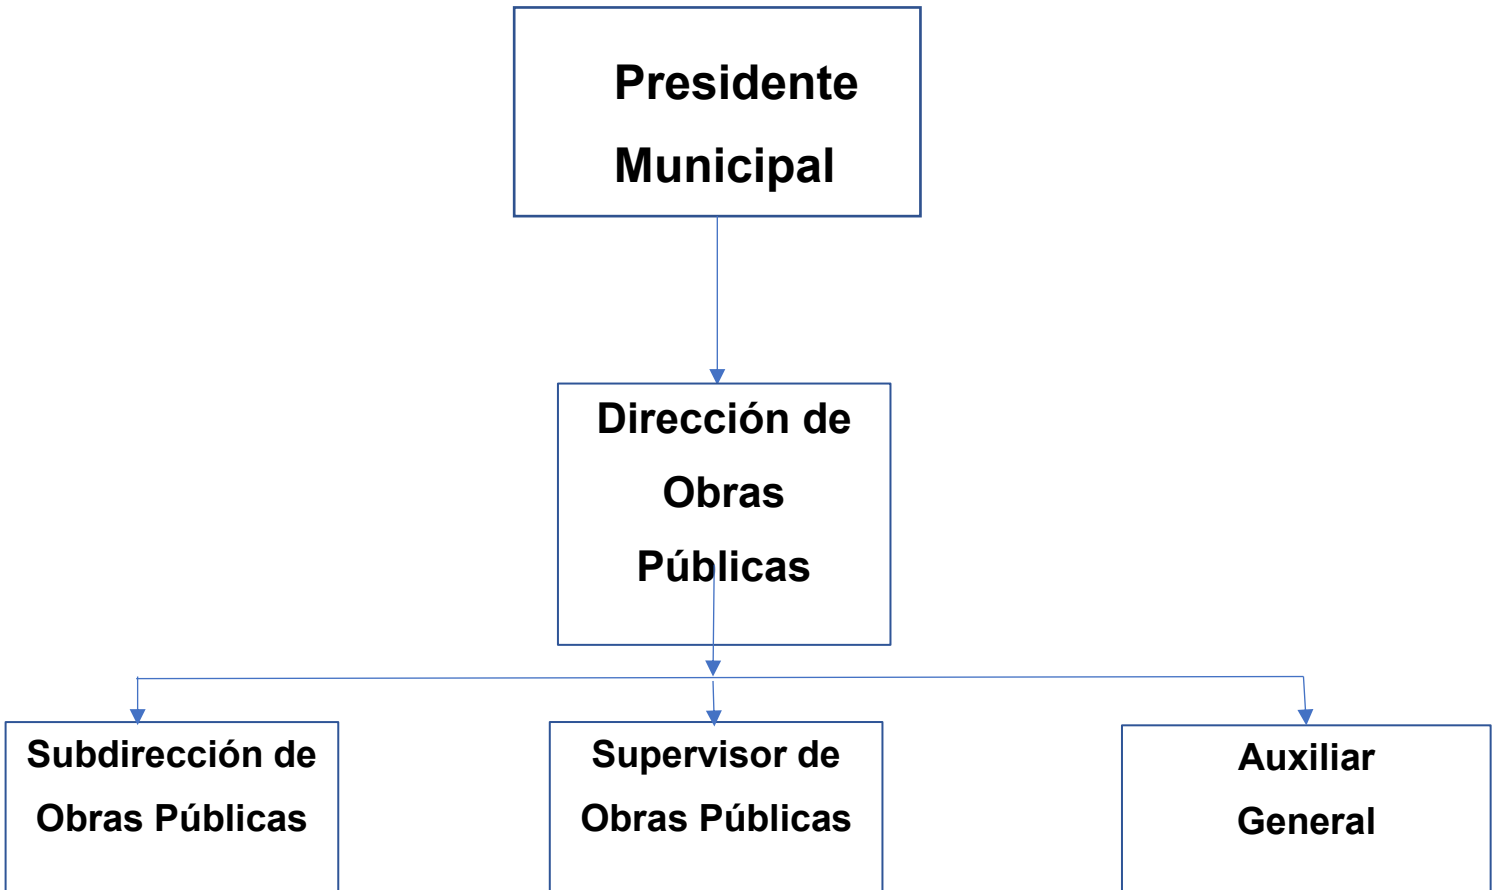 Presidente
Municipal
Dirección de
Obras
Públicas
Subdirección de
Obras Públicas
Supervisor de
Obras Públicas
Auxiliar
General